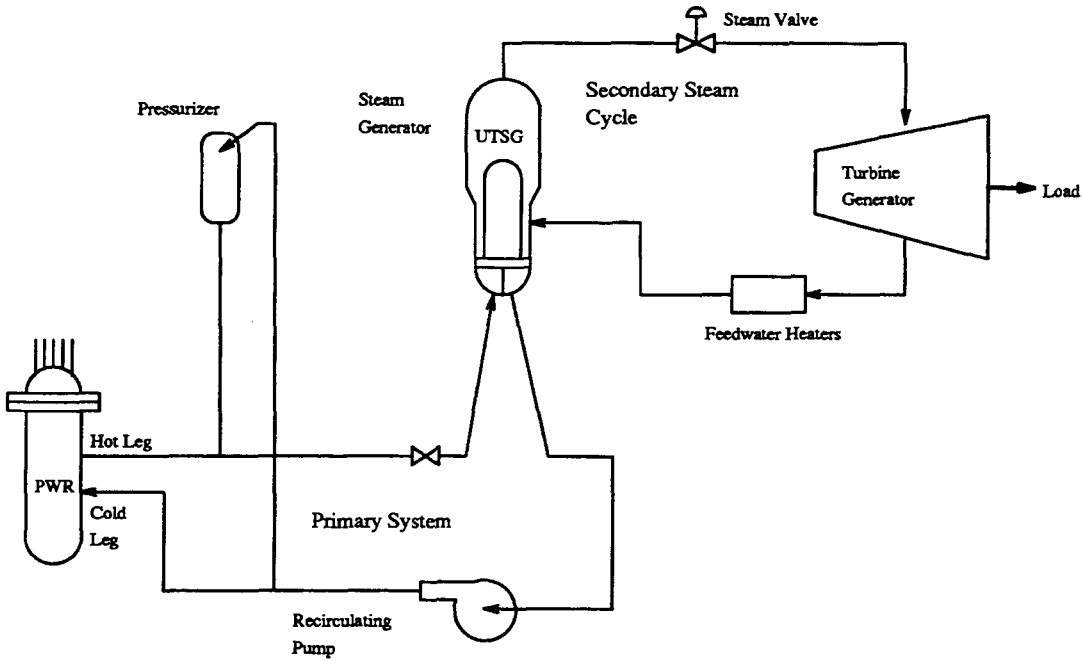 Steam Valve
Secondary Steam
Cycle
Steam
Generator
Pressurizer
UTSG
Turbine
Generator
Load
Feedwater Heaters
Hot Leg
PWR
Cold
Leg
Primary System
Recirculating
Pump